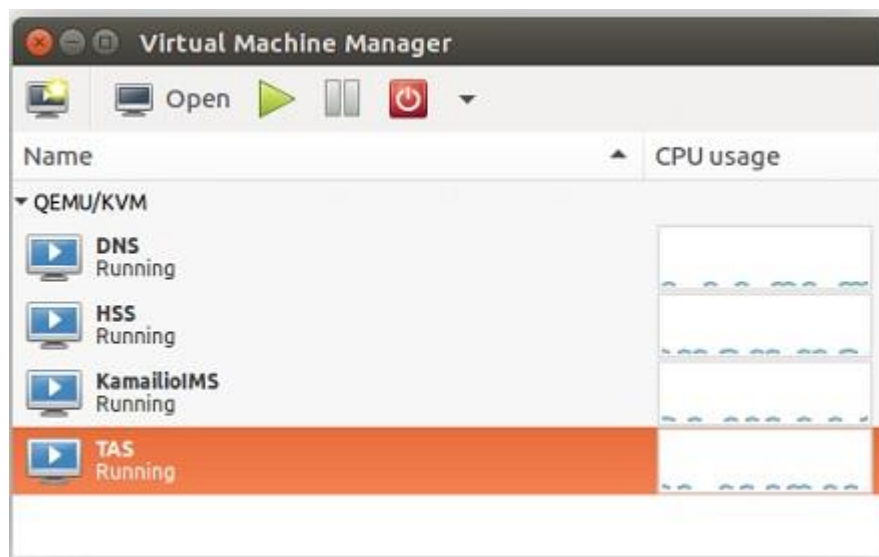 Virtual Machine Manager
Open
Name CPU usage
QEMU/KVM
DNS
Running
HSS
Running
KamailioIMS
Running
TAS
Running